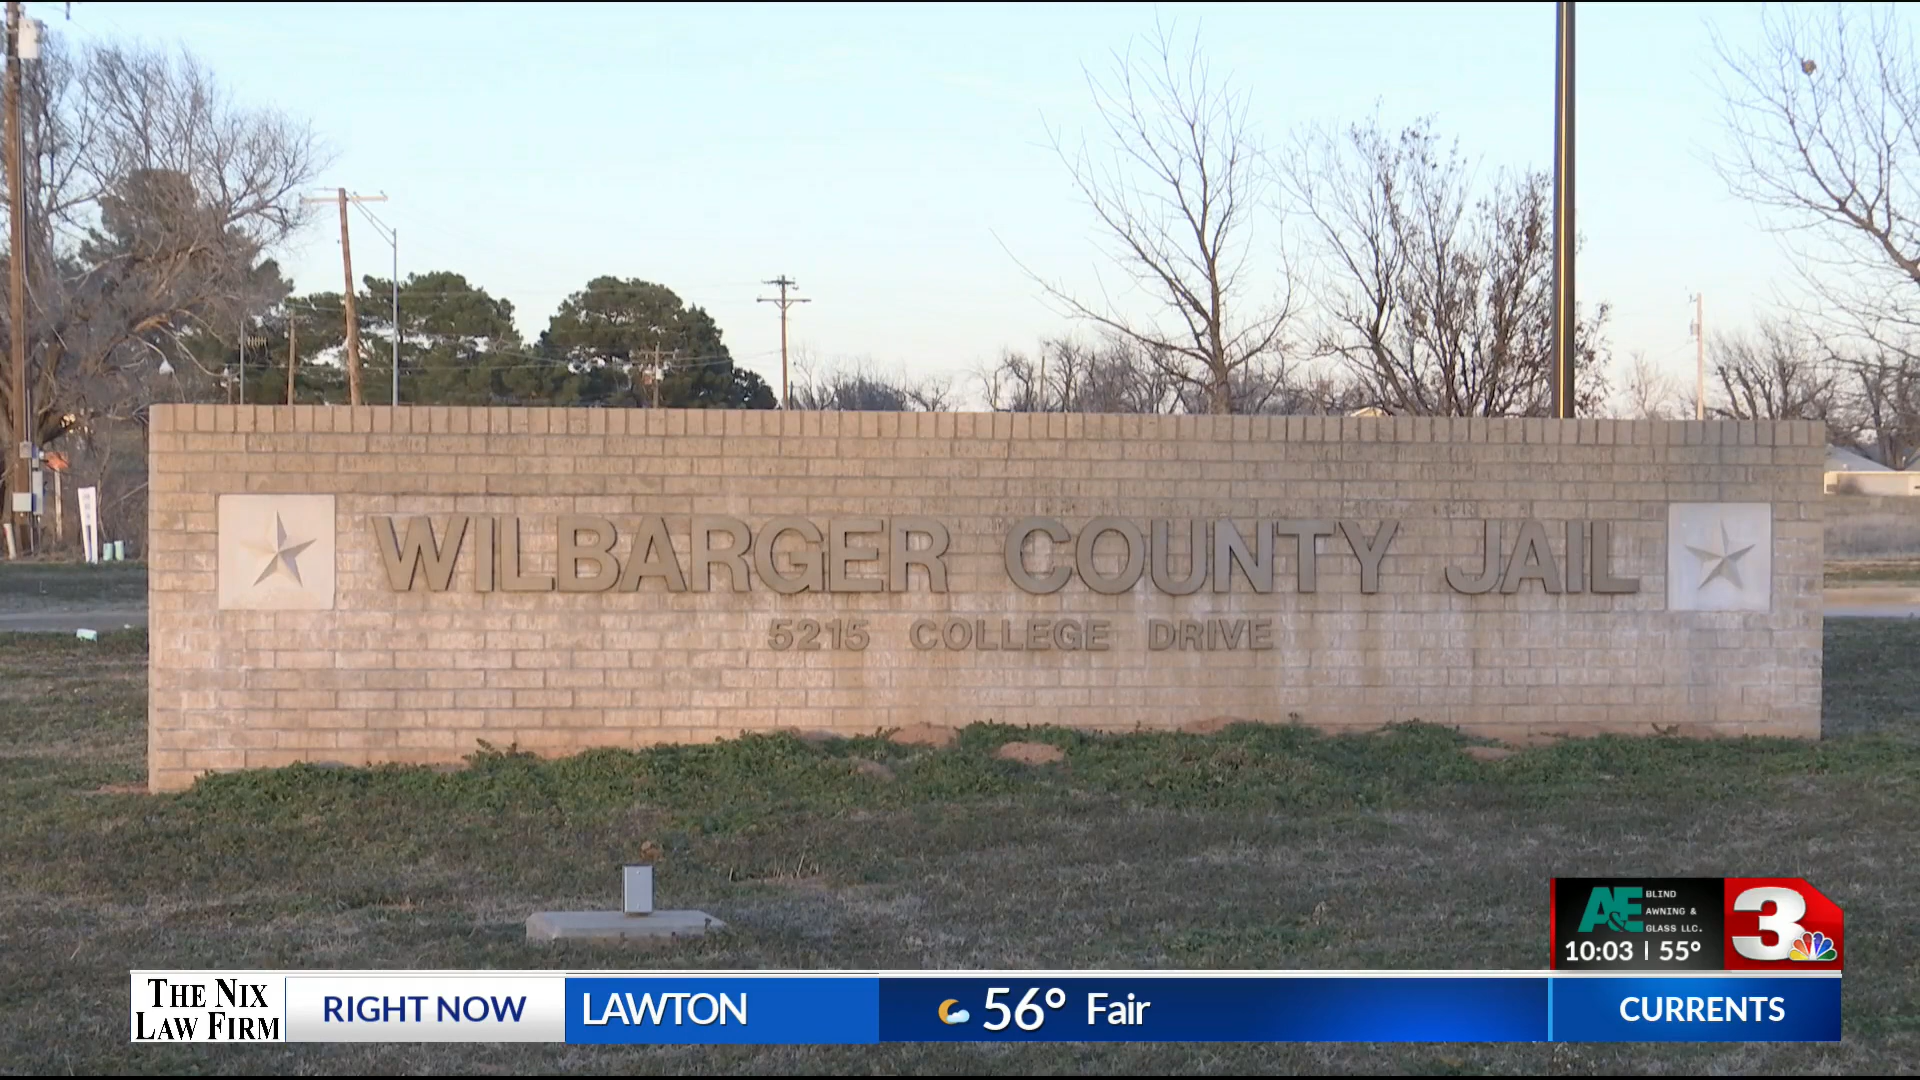 WILBARGER COUNTY JAIL
5215 COLLEGE DRIVE
A&E BLIND
AWNING &
GLASS LLC.
10:03 | 55°
3
THE NIX
LAW FIRM
RIGHT NOW
LAWTON
56° Fair
CURRENTS